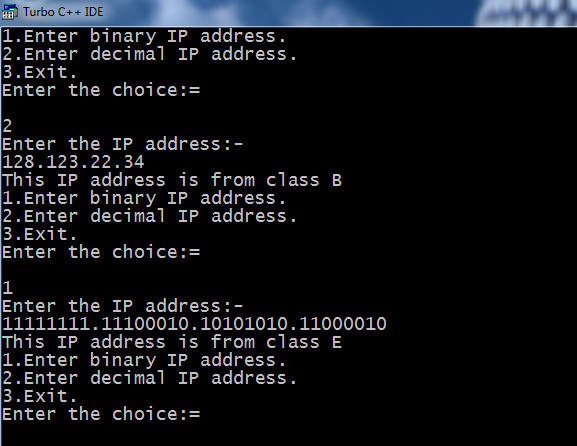 Turbo C++ IDE
1.Enter binary IP address.
2.Enter decimal IP address.
3.Exit.
Enter the choice:=
2
Enter the IP address:-
128.123.22.34
This IP address is from class B
1.Enter binary IP address.
2.Enter decimal IP address.
3.Exit.
Enter the choice:=
1
Enter the IP address:-
11111111.11100010.10101010.11000010
This IP address is from class E
1.Enter binary IP address.
2.Enter decimal IP address.
3.Exit.
Enter the choice:=